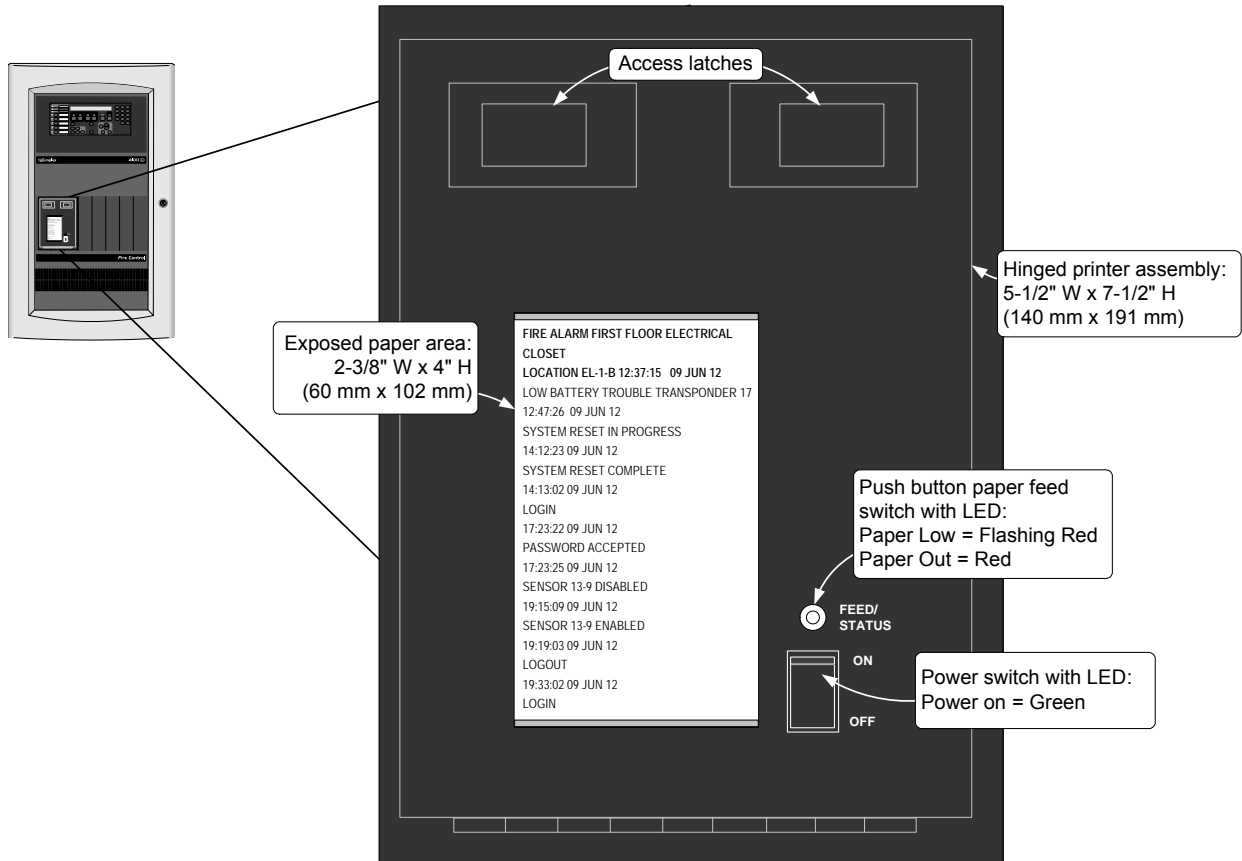 Access latches
Simplex
4100
Fire Control
Hinged printer assembly:
5-1/2" W x 7-1/2" H
(140 mm x 191 mm)
Exposed paper area:
2-3/8" W x 4" H
(60 mm x 102 mm)
FIRE ALARM FIRST FLOOR ELECTRICAL
CLOSET
LOCATION EL-1-B 12:37:15 09 JUN 12
LOW BATTERY TROUBLE TRANSPONDER 17
12:47:26 09 JUN 12
SYSTEM RESET IN PROGRESS
14:12:23 09 JUN 12
SYSTEM RESET COMPLETE
14:13:02 09 JUN 12
LOGIN
17:23:22 09 JUN 12
PASSWORD ACCEPTED
17:23:25 09 JUN 12
SENSOR 13-9 DISABLED
19:15:09 09 JUN 12
SENSOR 13-9 ENABLED
19:19:03 09 JUN 12
LOGOUT
19:33:02 09 JUN 12
LOGIN
Push button paper feed
switch with LED:
Paper Low = Flashing Red
Paper Out = Red
FEED/
STATUS
ON
OFF
Power switch with LED:
Power on = Green